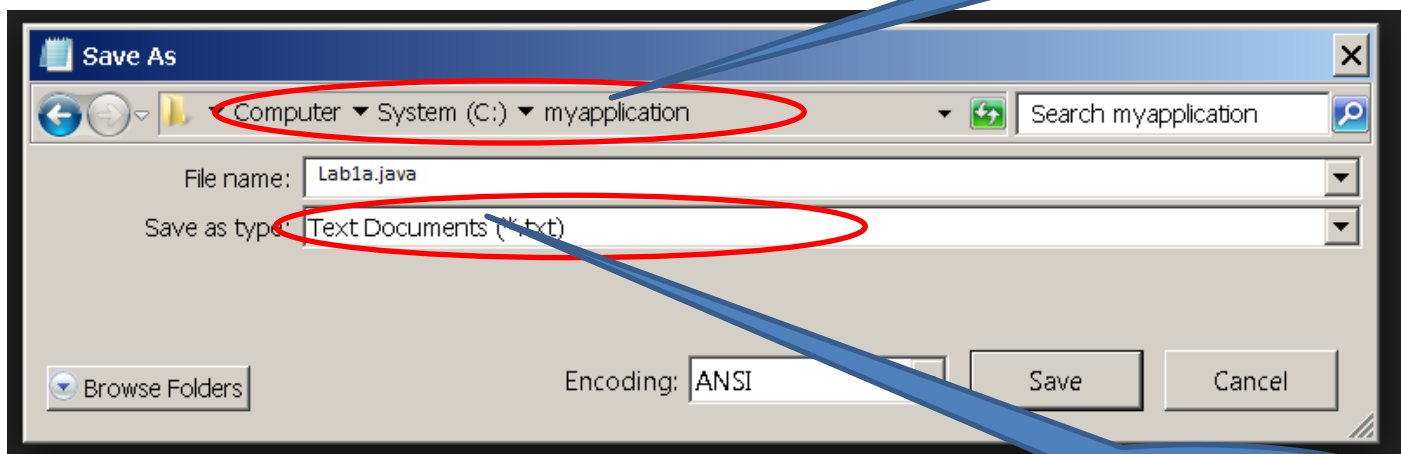 Save As
Computer System (C:) myapplication
Search myapplication
File name: Lab1a.java
Save as type: Text Documents (*.txt)
Encoding: ANSI
Save
Cancel
Browse Folders